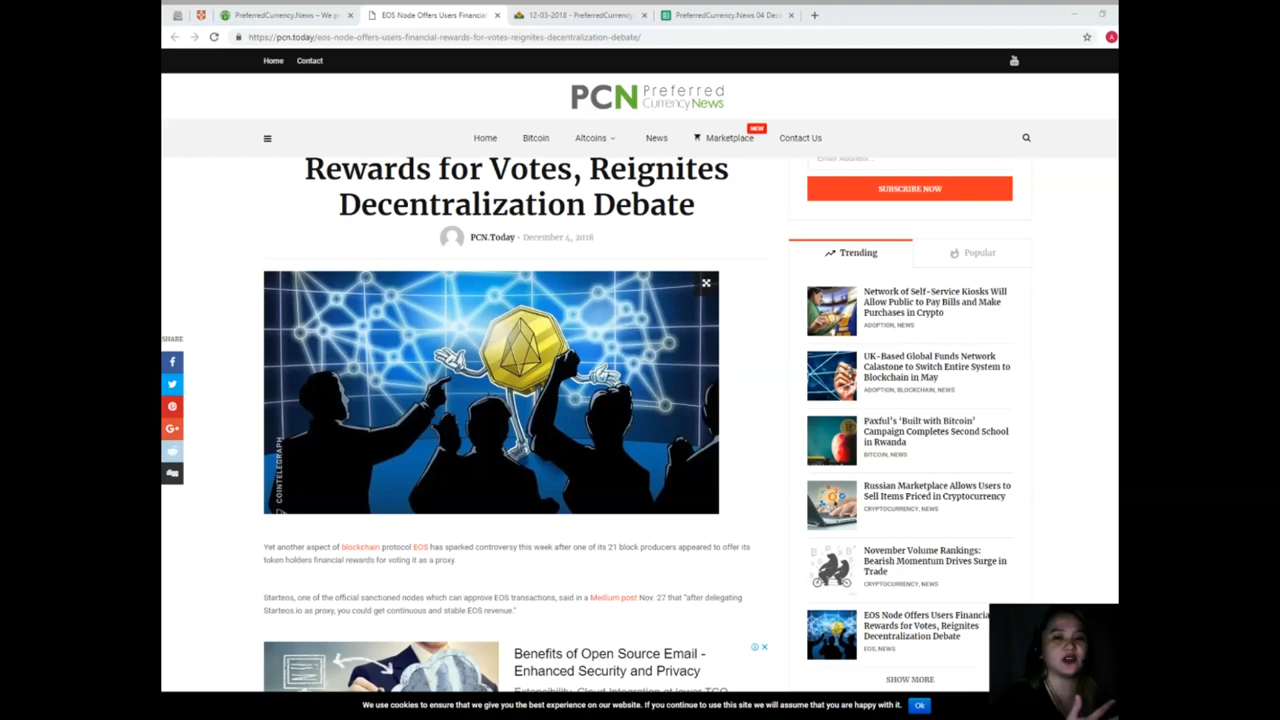 PreferredCurrency.News – We p
EOS Node Offers Users Financial
12-03-2018 - PreferredCurrency
PreferredCurrency.News 04 Dec
https://pcn.today/eos-node-offers-users-financial-rewards-for-votes-reignites-decentralization-debate/
A
Home
Contact
PCN Preferred
Currency News
Home
Bitcoin
Altcoins
News
NEW
Marketplace
Contact Us
Rewards for Votes, Reignites
Decentralization Debate
PCN.Today - December 4, 2018
SHARE
COINTELEGRAPH
Yet another aspect of blockchain protocol EOS has sparked controversy this week after one of its 21 block producers appeared to offer its
token holders financial rewards for voting it as a proxy.
Starteos, one of the official sanctioned nodes which can approve EOS transactions, said in a Medium post Nov. 27 that "after delegating
Starteos.io as proxy, you could get continuous and stable EOS revenue."
Benefits of Open Source Email -
Enhanced Security and Privacy
Extensibility, Cloud Integration at lower TCO
Email Address...
SUBSCRIBE NOW
Trending
Popular
Network of Self-Service Kiosks Will
Allow Public to Pay Bills and Make
Purchases in Crypto
ADOPTION, NEWS
UK-Based Global Funds Network
Calastone to Switch Entire System to
Blockchain in May
ADOPTION, BLOCKCHAIN, NEWS
Paxful's 'Built with Bitcoin'
Campaign Completes Second School
in Rwanda
BITCOIN, NEWS
Russian Marketplace Allows Users to
Sell Items Priced in Cryptocurrency
CRYPTOCURRENCY, NEWS
November Volume Rankings:
Bearish Momentum Drives Surge in
Trade
CRYPTOCURRENCY, NEWS
EOS Node Offers Users Financia
Rewards for Votes, Reignites
Decentralization Debate
EOS, NEWS
SHOW MORE
We use cookies to ensure that we give you the best experience on our website. If you continue to use this site we will assume that you are happy with it.
Ok